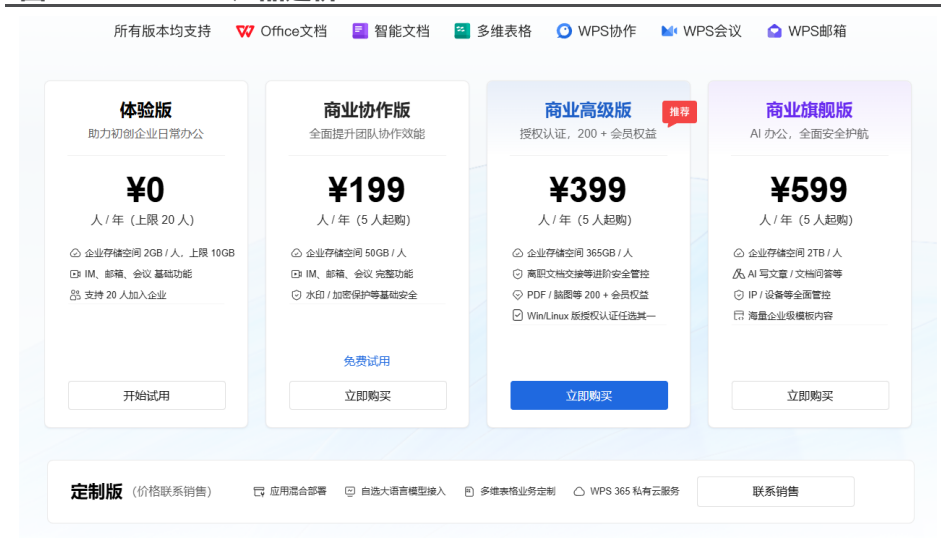 所有版本均支持 Office文档 智能文档 多维表格 WPS协作 WPS会议 WPS邮箱
体验版
助力初创企业日常办公
¥0
人 / 年（上限 20 人）
企业存储空间 2GB / 人，上限 10GB
IM、邮箱、会议 基础功能
支持 20 人加入企业
开始试用
商业协作版
全面提升团队协作效能
¥199
人 / 年（5 人起购）
企业存储空间 50GB / 人
IM、邮箱、会议 完整功能
水印 / 加密保护等基础安全
免费试用
立即购买
商业高级版
推荐
授权认证，200 + 会员权益
¥399
人 / 年（5 人起购）
企业存储空间 365GB / 人
离职文档交接等进阶安全管控
PDF / 脑图等 200 + 会员权益
Win/Linux 版授权认证任选其一
立即购买
商业旗舰版
AI 办公，全面安全护航
¥599
人 / 年（5 人起购）
企业存储空间 2TB / 人
AI 写文章 / 文档问答等
IP / 设备等全面管控
海量企业级模板内容
立即购买
定制版（价格联系销售） 应用混合部署 自选大语言模型接入 多维表格业务定制 WPS 365 私有云服务 联系销售